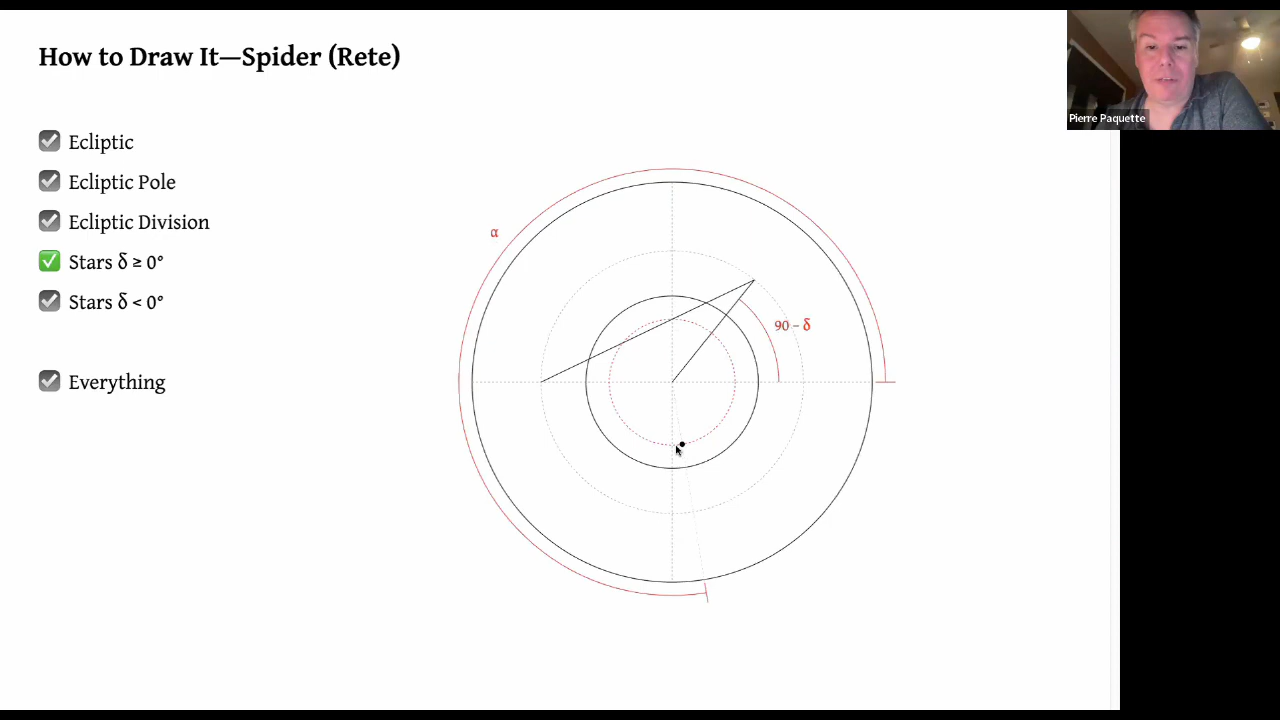 How to Draw It—Spider (Rete)
Ecliptic
Ecliptic Pole
Ecliptic Division
Stars δ ≥ 0°
Stars δ < 0°
Everything
α
90 – δ
Pierre Paquette